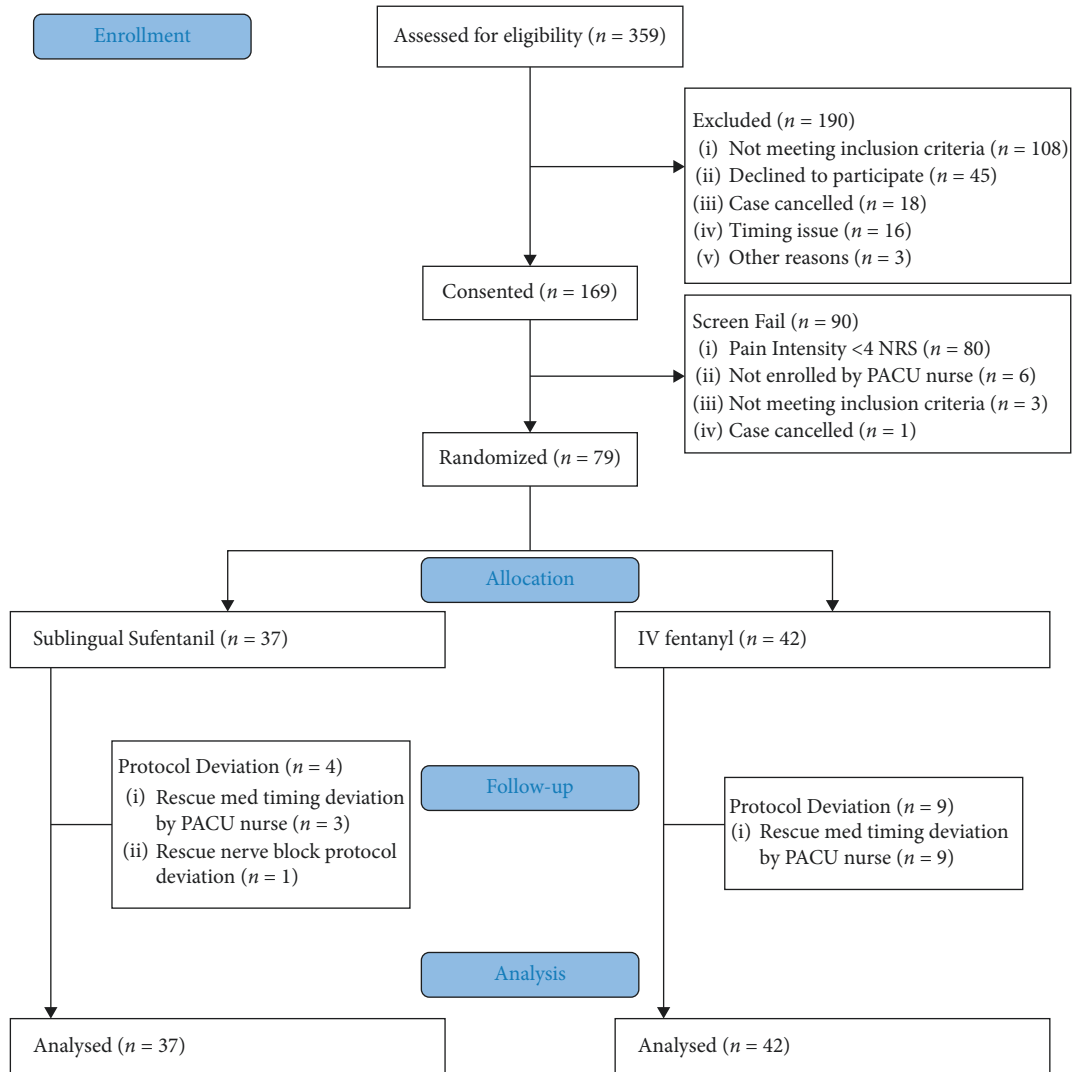 Enrollment
Assessed for eligibility (n = 359)
Excluded (n = 190)
(i) Not meeting inclusion criteria (n = 108)
(ii) Declined to participate (n = 45)
(iii) Case cancelled (n = 18)
(iv) Timing issue (n = 16)
(v) Other reasons (n = 3)
Consented (n = 169)
Screen Fail (n = 90)
(i) Pain Intensity <4 NRS (n = 80)
(ii) Not enrolled by PACU nurse (n = 6)
(iii) Not meeting inclusion criteria (n = 3)
(iv) Case cancelled (n = 1)
Randomized (n = 79)
Allocation
Sublingual Sufentanil (n = 37)
IV fentanyl (n = 42)
Protocol Deviation (n = 4)
(i) Rescue med timing deviation
by PACU nurse (n = 3)
(ii) Rescue nerve block protocol
deviation (n = 1)
Follow-up
Protocol Deviation (n = 9)
(i) Rescue med timing deviation
by PACU nurse (n = 9)
Analysis
Analysed (n = 37)
Analysed (n = 42)